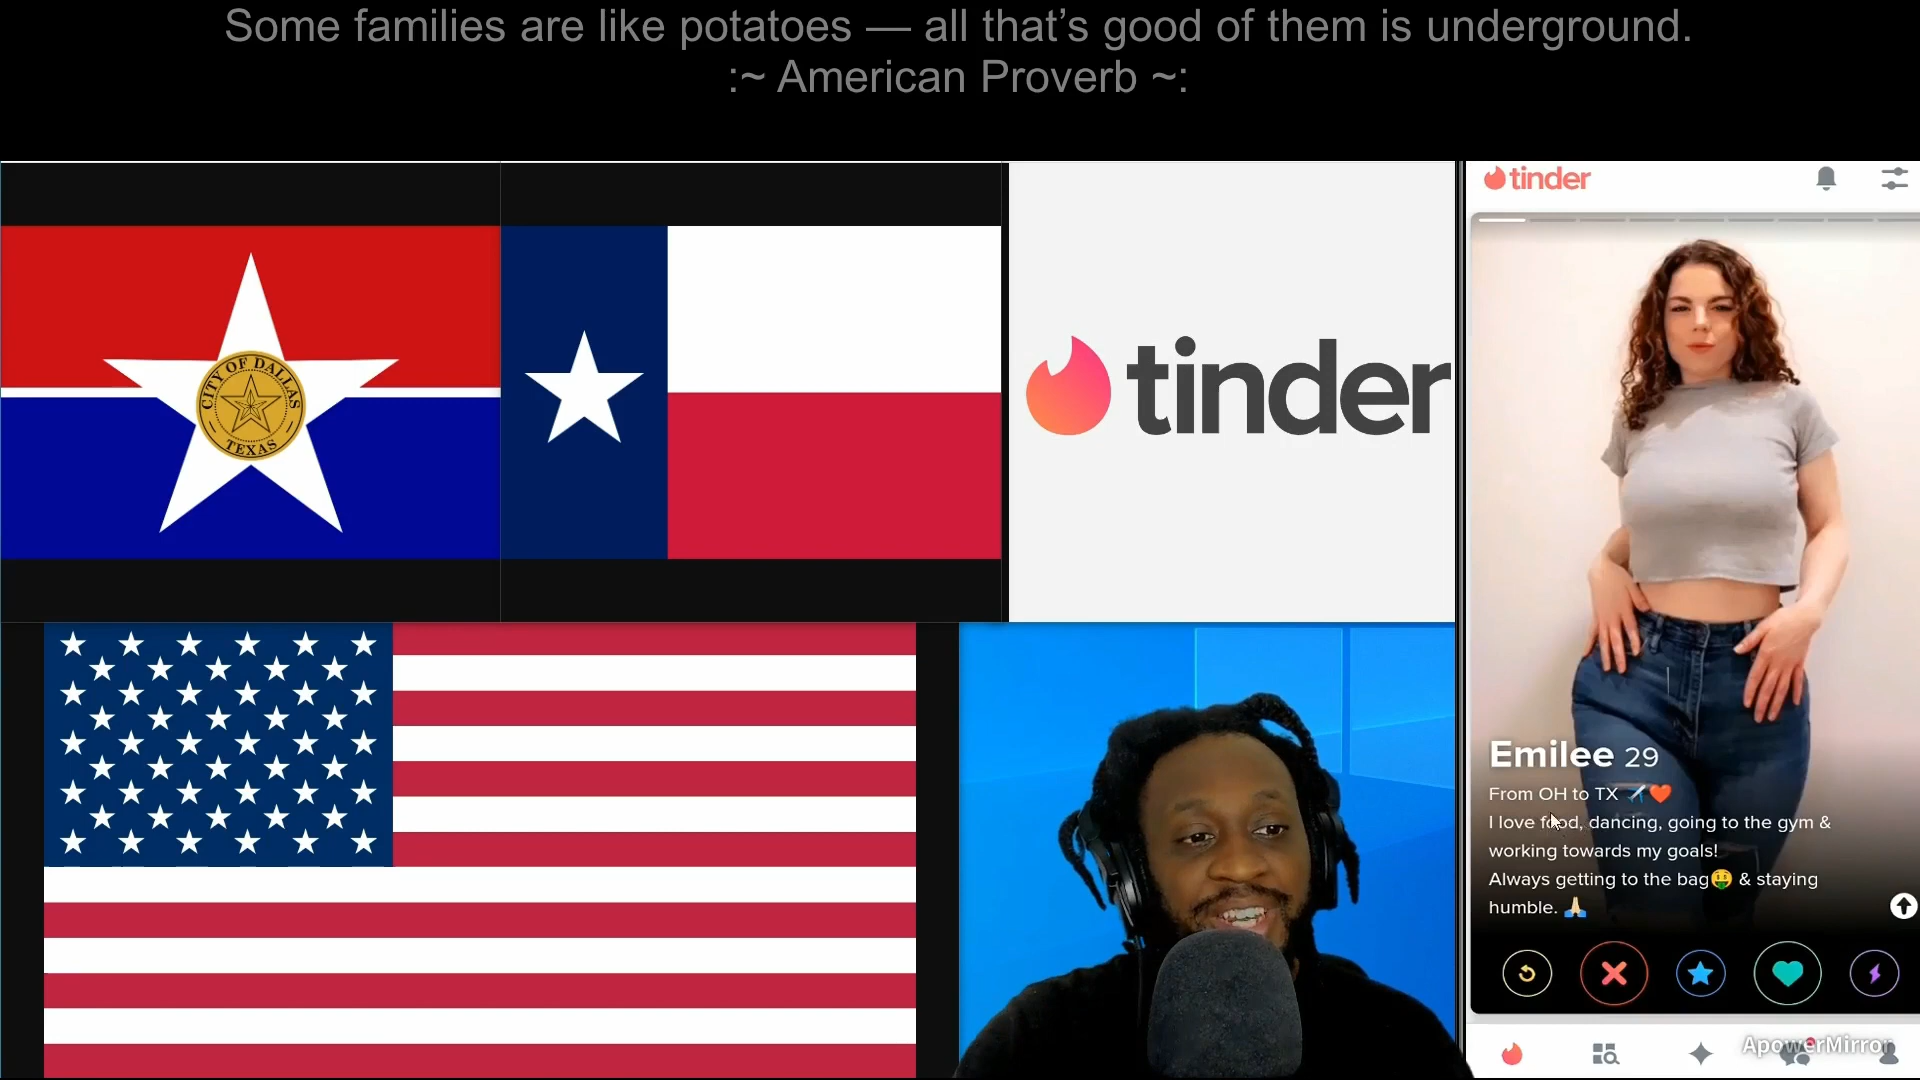 Some families are like potatoes — all that’s good of them is underground.
:~ American Proverb ~:
CITY OF DALLAS
TEXAS
tinder
tinder
Emilee 29
From OH to TX ✈️❤️
I love food, dancing, going to the gym &
working towards my goals!
Always getting to the bag🤑 & staying
humble. 🙏🏼
ApowerMirror